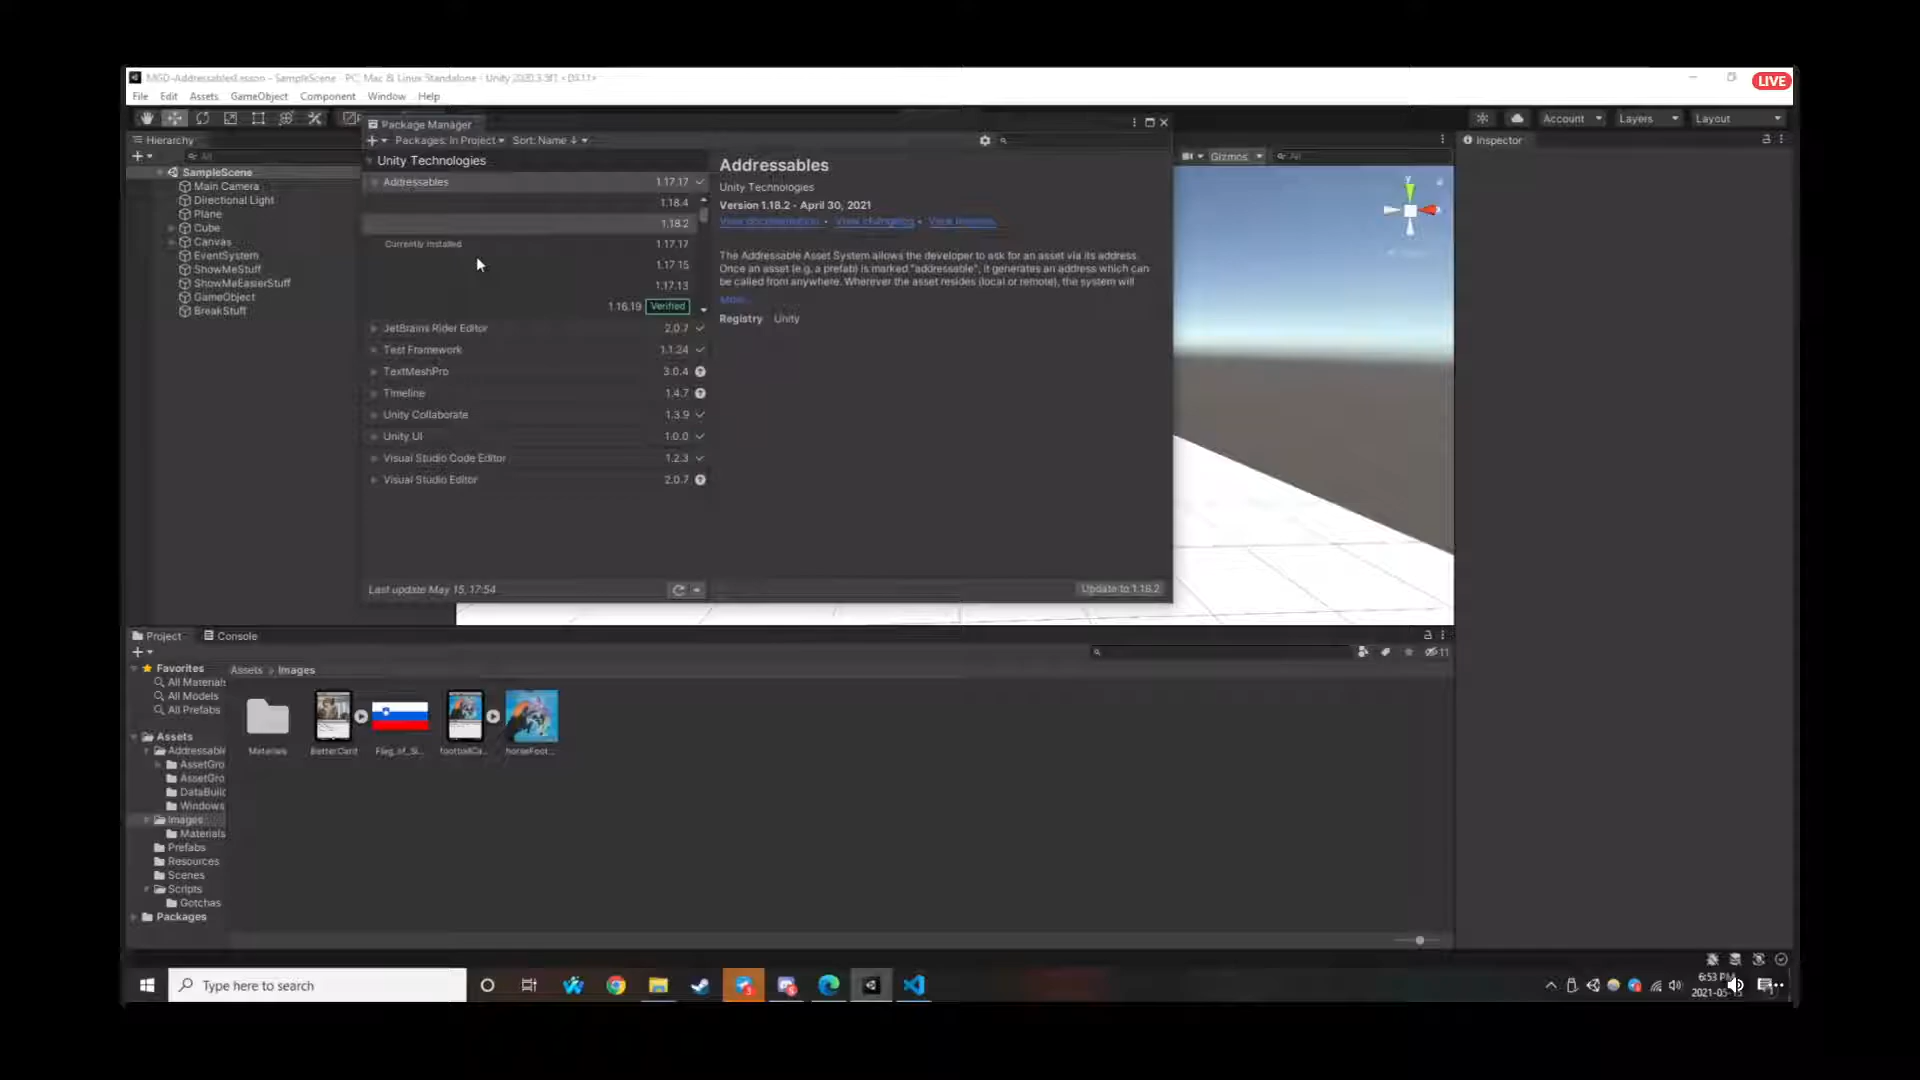 MGD-AddressablesLesson - SampleScene - PC, Mac & Linux Standalone - Unity 2020.3.5f1 <DX11>
LIVE
File Edit Assets GameObject Component Window Help
Account Layers Layout
Hierarchy
All
SampleScene
Main Camera
Directional Light
Plane
Cube
Canvas
EventSystem
ShowMeStuff
ShowMeEasierStuff
GameObject
BreakStuff
Package Manager
Packages: In Project Sort: Name ↓
Unity Technologies
Addressables 1.17.17
1.18.4
1.18.2
Currently installed 1.17.17
1.17.15
1.17.13
1.16.19 Verified
JetBrains Rider Editor 2.0.7
Test Framework 1.1.24
TextMeshPro 3.0.4
Timeline 1.4.7
Unity Collaborate 1.3.9
Unity UI 1.0.0
Visual Studio Code Editor 1.2.3
Visual Studio Editor 2.0.7
Last update May 15, 17:54
Addressables
Unity Technologies
Version 1.18.2 - April 30, 2021
View documentation • View changelog • View licenses
The Addressable Asset System allows the developer to ask for an asset via its address.
Once an asset (e.g. a prefab) is marked "addressable", it generates an address which can
be called from anywhere. Wherever the asset resides (local or remote), the system will
More...
Registry Unity
Update to 1.18.2
Gizmos All
y
Inspector
Project Console
11
Favorites
All Materials
All Models
All Prefabs
Assets
Addressabl
AssetGro
AssetGro
DataBuild
Windows
Images
Materials
Prefabs
Resources
Scenes
Scripts
Gotchas
Packages
Assets > Images
Materials BetterCard Flag_of_Sl... footballCa... horseFoot...
Type here to search
6:53 PM